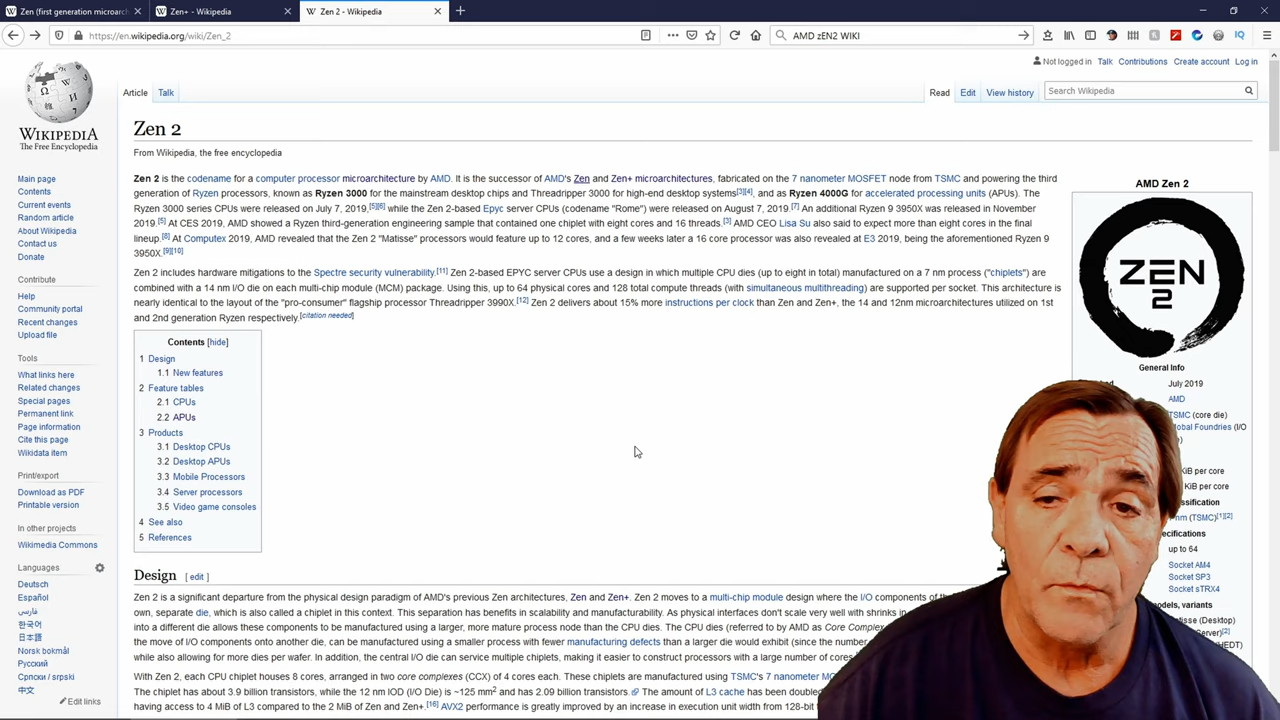 Zen (first generation microarch
Zen+ - Wikipedia
Zen 2 - Wikipedia
https://en.wikipedia.org/wiki/Zen_2
AMD zEN2 WIKI
Not logged in Talk Contributions Create account Log in
Article Talk
Read Edit View history
Search Wikipedia
WIKIPEDIA
The Free Encyclopedia
Main page
Contents
Current events
Random article
About Wikipedia
Contact us
Donate
Contribute
Help
Community portal
Recent changes
Upload file
Tools
What links here
Related changes
Special pages
Permanent link
Page information
Cite this page
Wikidata item
Print/export
Download as PDF
Printable version
In other projects
Wikimedia Commons
Languages
Deutsch
Español
فارسی
한국어
日本語
Norsk bokmål
Русский
Српски / srpski
中文
Edit links
Zen 2
From Wikipedia, the free encyclopedia
Zen 2 is the codename for a computer processor microarchitecture by AMD. It is the successor of AMD's Zen and Zen+ microarchitectures, fabricated on the 7 nanometer MOSFET node from TSMC and powering the third
generation of Ryzen processors, known as Ryzen 3000 for the mainstream desktop chips and Threadripper 3000 for high-end desktop systems[3][4], and as Ryzen 4000G for accelerated processing units (APUs). The
Ryzen 3000 series CPUs were released on July 7, 2019,[5][6] while the Zen 2-based Epyc server CPUs (codename "Rome") were released on August 7, 2019.[7] An additional Ryzen 9 3950X was released in November
2019.[5] At CES 2019, AMD showed a Ryzen third-generation engineering sample that contained one chiplet with eight cores and 16 threads.[3] AMD CEO Lisa Su also said to expect more than eight cores in the final
lineup.[8] At Computex 2019, AMD revealed that the Zen 2 "Matisse" processors would feature up to 12 cores, and a few weeks later a 16 core processor was also revealed at E3 2019, being the aforementioned Ryzen 9
3950X.[9][10]
Zen 2 includes hardware mitigations to the Spectre security vulnerability.[11] Zen 2-based EPYC server CPUs use a design in which multiple CPU dies (up to eight in total) manufactured on a 7 nm process ("chiplets") are
combined with a 14 nm I/O die on each multi-chip module (MCM) package. Using this, up to 64 physical cores and 128 total compute threads (with simultaneous multithreading) are supported per socket. This architecture is
nearly identical to the layout of the "pro-consumer" flagship processor Threadripper 3990X.[12] Zen 2 delivers about 15% more instructions per clock than Zen and Zen+, the 14 and 12nm microarchitectures utilized on 1st
and 2nd generation Ryzen respectively.[citation needed]
Contents [hide]
1 Design
1.1 New features
2 Feature tables
2.1 CPUs
2.2 APUs
3 Products
3.1 Desktop CPUs
3.2 Desktop APUs
3.3 Mobile Processors
3.4 Server processors
3.5 Video game consoles
4 See also
5 References
Design [ edit ]
Zen 2 is a significant departure from the physical design paradigm of AMD's previous Zen architectures, Zen and Zen+. Zen 2 moves to a multi-chip module design where the I/O components of
own, separate die, which is also called a chiplet in this context. This separation has benefits in scalability and manufacturability. As physical interfaces don't scale very well with shrinks in
into a different die allows these components to be manufactured using a larger, more mature process node than the CPU dies. The CPU dies (referred to by AMD as Core Complex
the move of I/O components onto another die, can be manufactured using a smaller process with fewer manufacturing defects than a larger die would exhibit (since the number
while also allowing for more dies per wafer. In addition, the central I/O die can service multiple chiplets, making it easier to construct processors with a large number of cores
With Zen 2, each CPU chiplet houses 8 cores, arranged in two core complexes (CCX) of 4 cores each. These chiplets are manufactured using TSMC's 7 nanometer MO
The chiplet has about 3.9 billion transistors, while the 12 nm IOD (I/O Die) is ~125 mm2 and has 2.09 billion transistors. The amount of L3 cache has been doubled
having access to 4 MiB of L3 compared to the 2 MiB of Zen and Zen+.[16] AVX2 performance is greatly improved by an increase in execution unit width from 128-bit
AMD Zen 2
ZEN
2
General Info
July 2019
AMD
TSMC (core die)
Global Foundries (I/O
KiB per core
KiB per core
nm (TSMC)[1][2]
up to 64
Socket AM4
Socket SP3
Socket sTRX4
models, variants
Matisse (Desktop)
[2]
(HEDT)